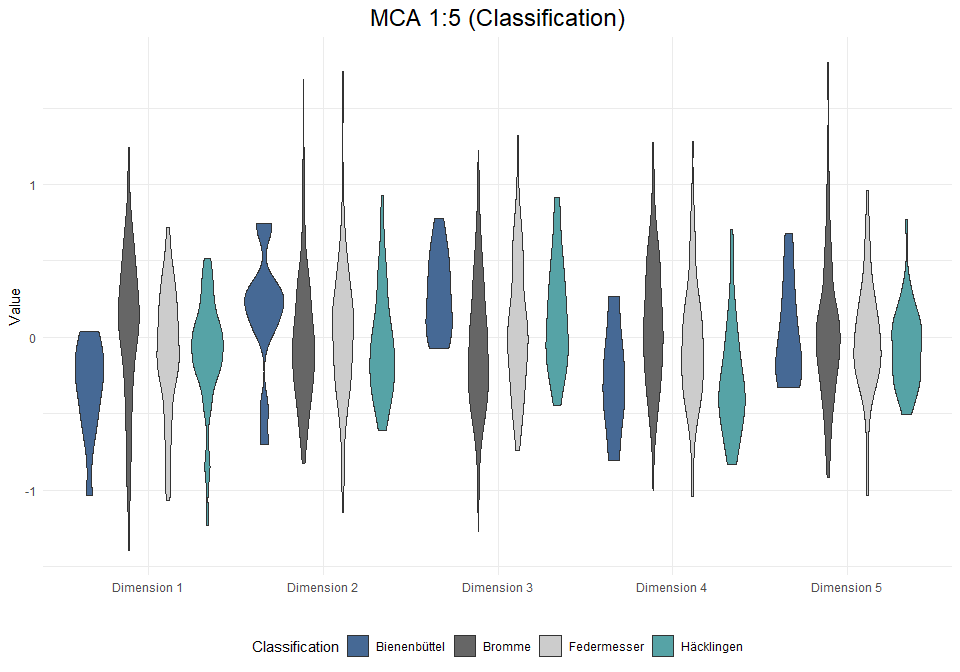 MCA 1:5 (Classification)
Value
1
0
-1
Dimension 1 Dimension 2 Dimension 3 Dimension 4 Dimension 5
Classification Bienenbüttel Bromme Federmesser Häcklingen